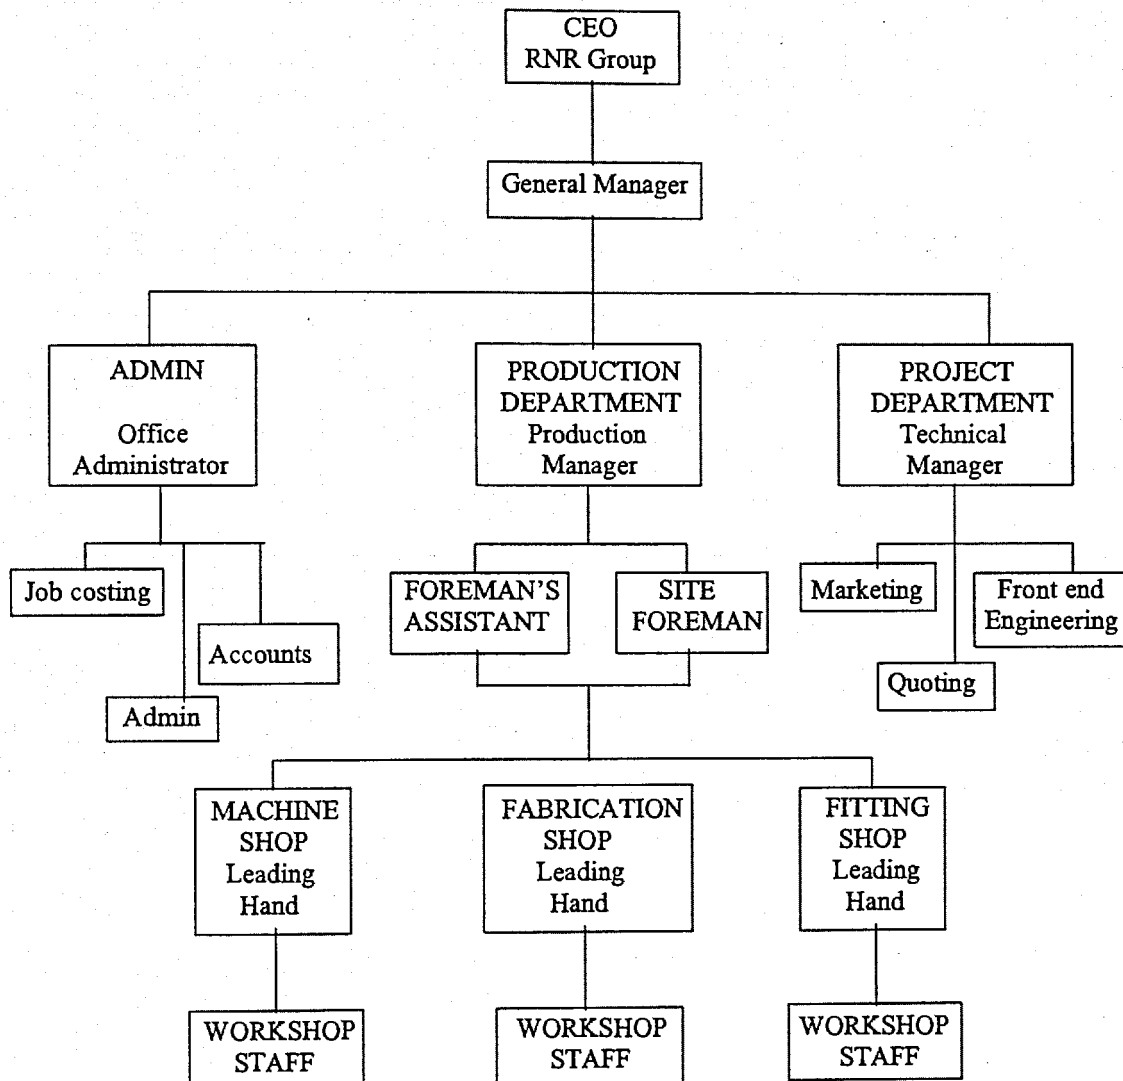 CEO
RNR Group
General Manager
ADMIN
Office
Administrator
PRODUCTION
DEPARTMENT
Production
Manager
PROJECT
DEPARTMENT
Technical
Manager
Job costing
Accounts
Admin
FOREMAN'S
ASSISTANT
SITE
FOREMAN
Marketing
Front end
Engineering
Quoting
MACHINE
SHOP
Leading
Hand
FABRICATION
SHOP
Leading
Hand
FITTING
SHOP
Leading
Hand
WORKSHOP
STAFF
WORKSHOP
STAFF
WORKSHOP
STAFF